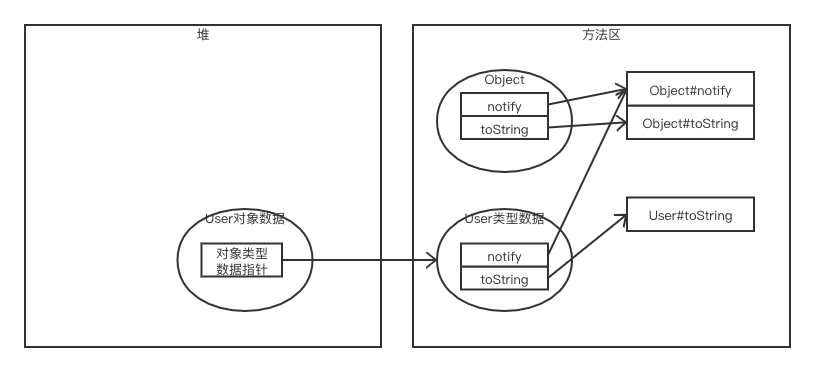 堆
方法区
Object
notify
toString
Object#notify
Object#toString
User对象数据
对象类型
数据指针
User类型数据
notify
toString
User#toString